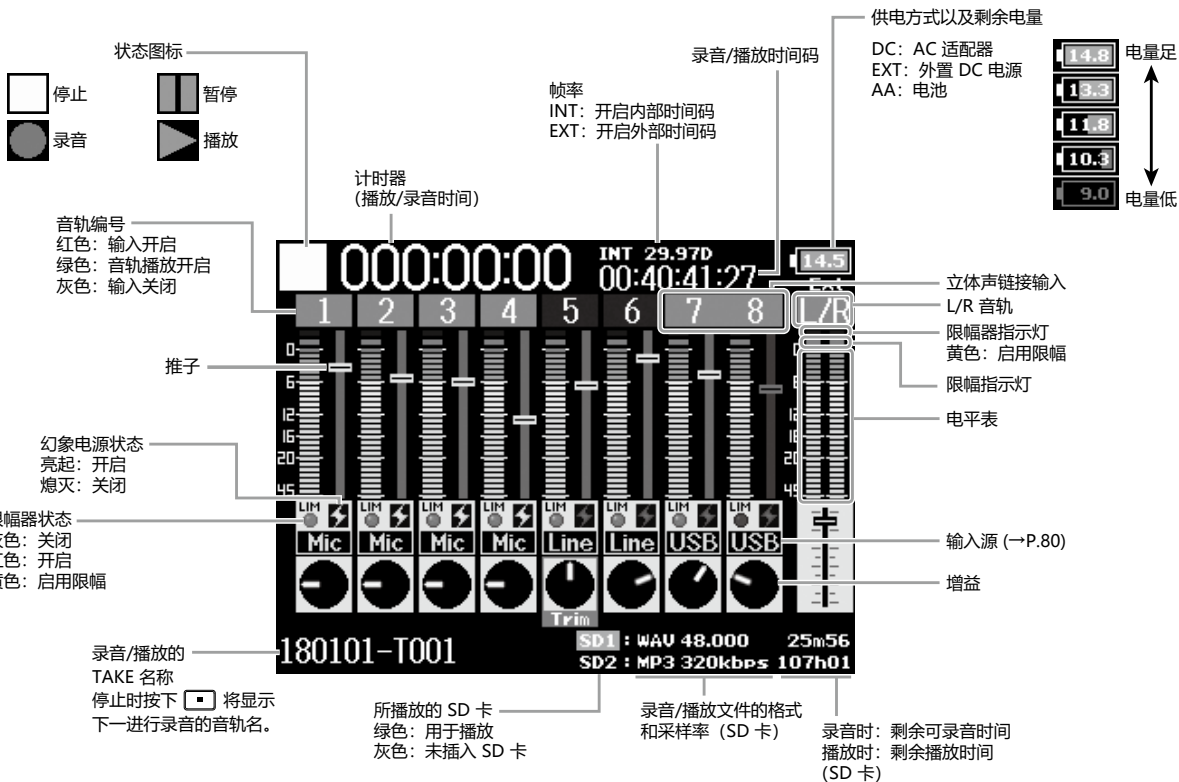 供电方式以及剩余电量
DC：AC 适配器
EXT：外置 DC 电源
AA：电池
14.8
13.3
11.8
10.3
9.0
电量足
电量低
状态图标
停止
暂停
录音
播放
录音/播放时间码
帧率
INT：开启内部时间码
EXT：开启外部时间码
计时器
(播放/录音时间)
音轨编号
红色：输入开启
绿色：音轨播放开启
灰色：输入关闭
000:00:00
INT 29.97D
00:40:41:27
14.5
Ext
1 2 3 4 5 6 7 8 L/R
立体声链接输入
L/R 音轨
限幅器指示灯
黄色：启用限幅
限幅指示灯
电平表
推子
0
6
12
16
20
45
幻象电源状态
亮起：开启
熄灭：关闭
幅器状态
色：关闭
色：开启
色：启用限幅
LIM LIM LIM LIM LIM LIM LIM LIM
Mic Mic Mic Mic Line Line USB USB
输入源 (→P.80)
增益
Trim
180101-T001
SD1 : WAV 48.000 25m56
SD2 : MP3 320kbps 107h01
录音/播放的
TAKE 名称
停止时按下 将显示
下一进行录音的音轨名。
所播放的 SD 卡
绿色：用于播放
灰色：未插入 SD 卡
录音/播放文件的格式
和采样率（SD 卡）
录音时：剩余可录音时间
播放时：剩余播放时间
(SD 卡)